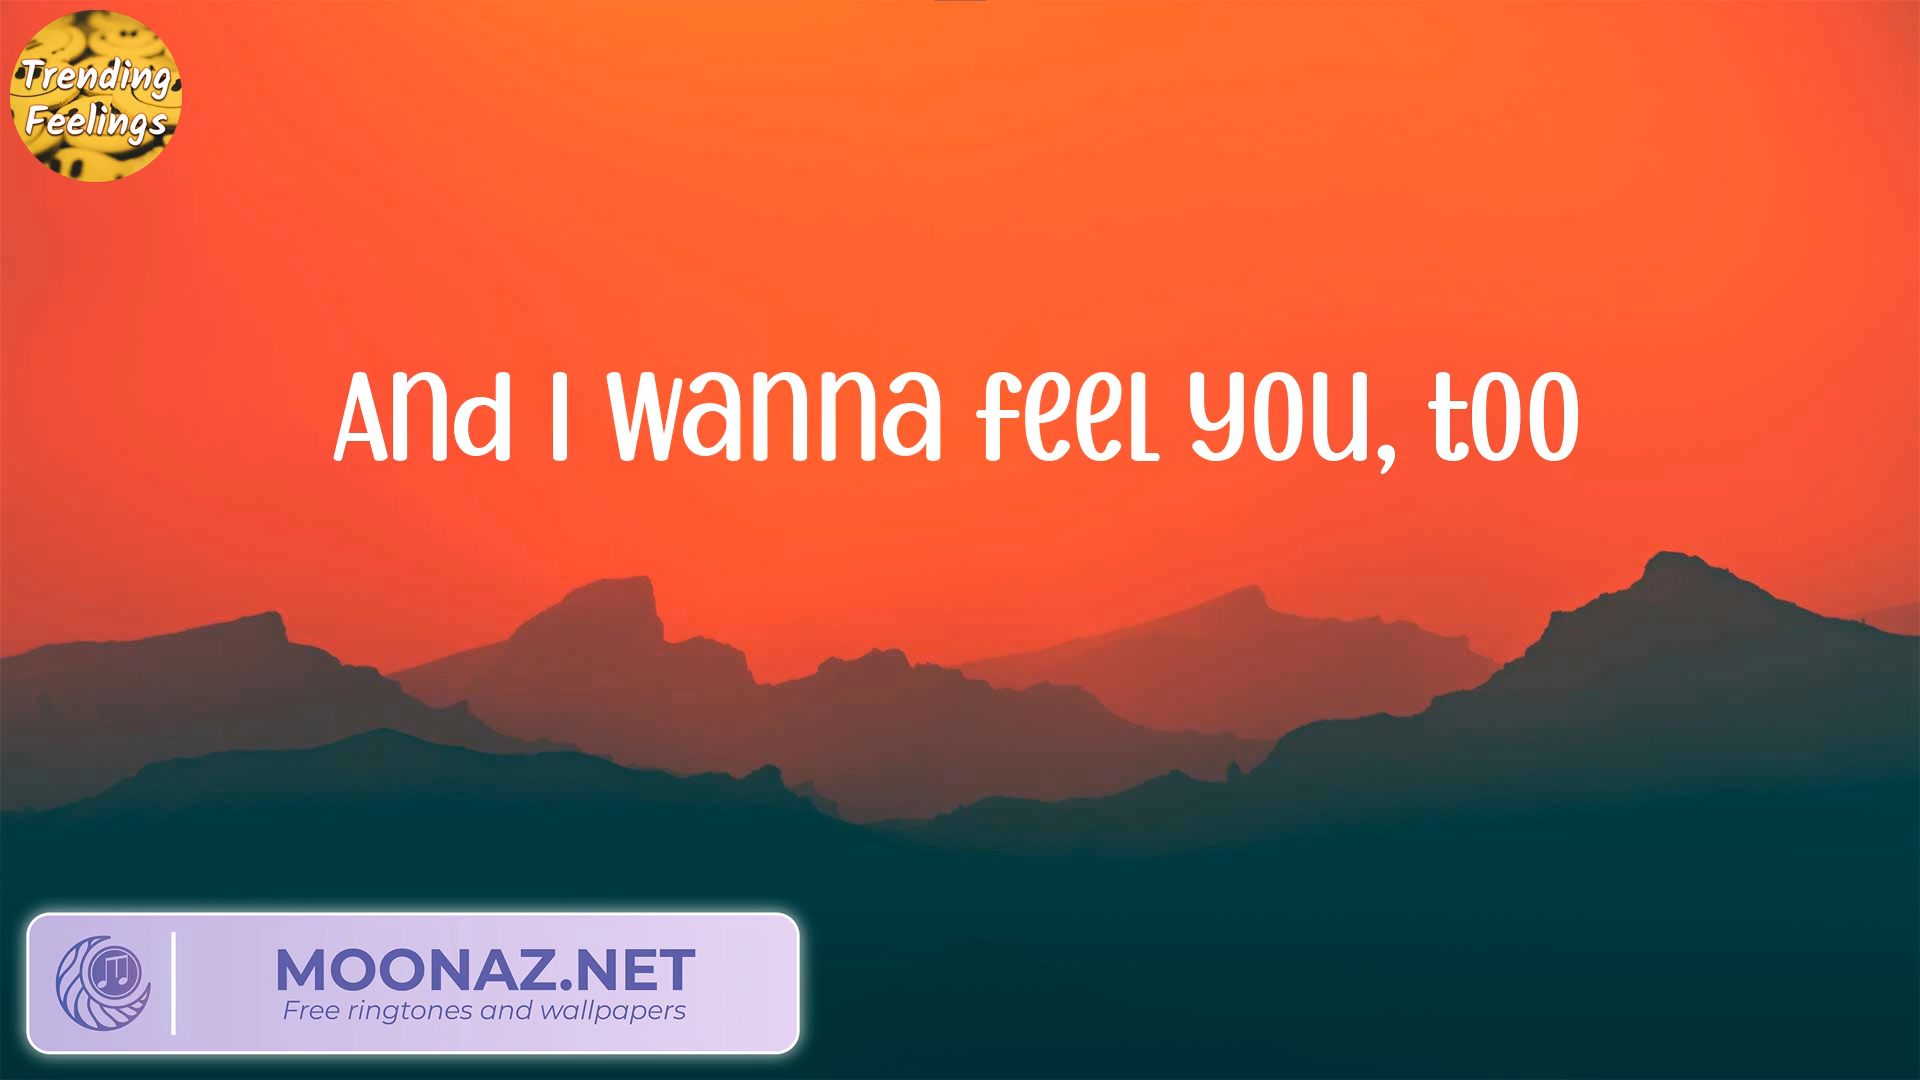 Trending
Feelings
And I wanna feel you, too
MOONAZ.NET
Free ringtones and wallpapers